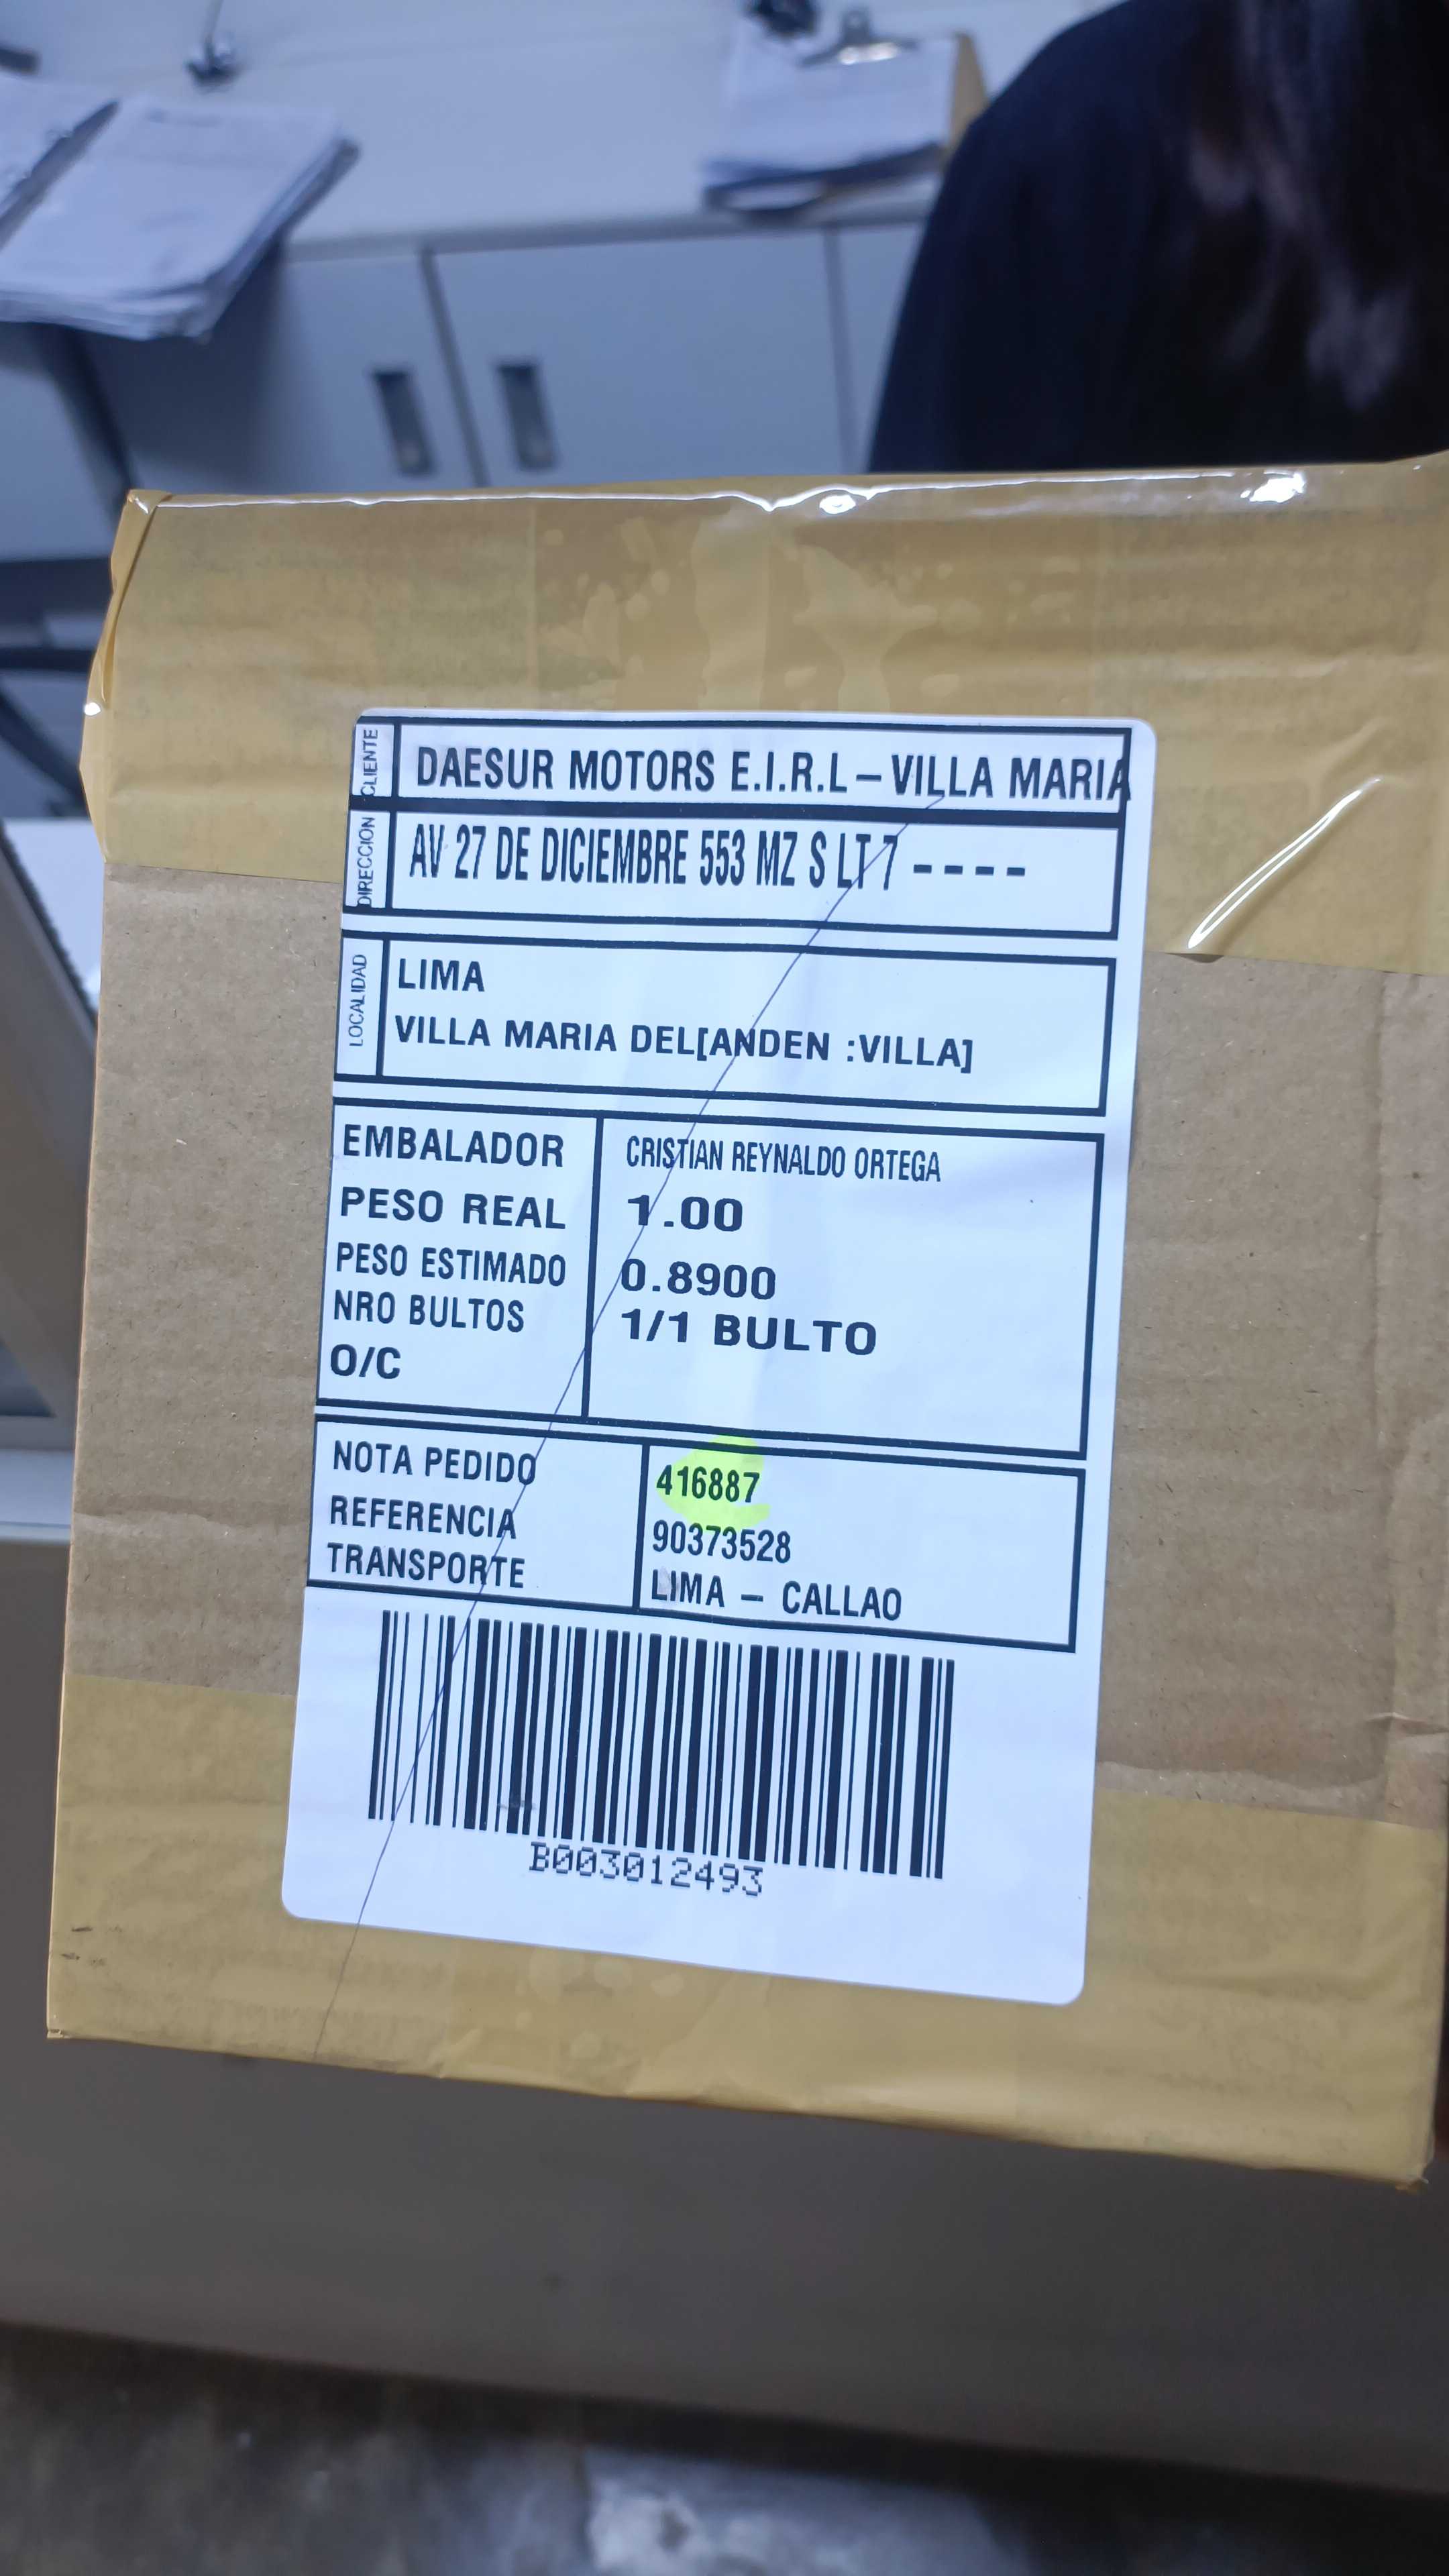 CLIENTE DAESUR MOTORS E.I.R.L – VILLA MARIA
DIRECCION AV 27 DE DICIEMBRE 553 MZ S LT 7 - - - -
LOCALIDAD LIMA
VILLA MARIA DEL[ANDEN :VILLA]
EMBALADOR CRISTIAN REYNALDO ORTEGA
PESO REAL 1.00
PESO ESTIMADO 0.8900
NRO BULTOS 1/1 BULTO
O/C
NOTA PEDIDO 416887
REFERENCIA 90373528
TRANSPORTE LIMA – CALLAO
B003012493